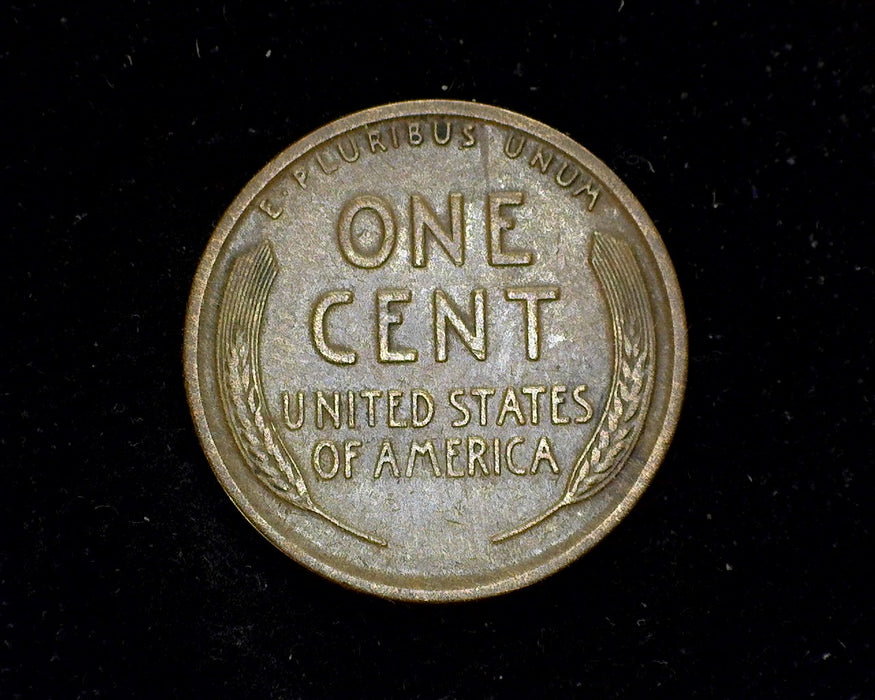 E·PLURIBUS UNUM
ONE
CENT
UNITED STATES
OF AMERICA